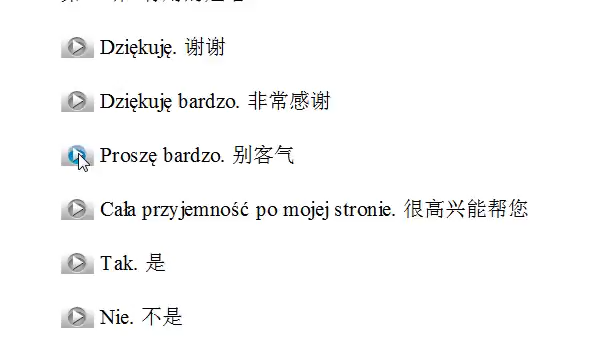 Dziękuję. 谢谢
Dziękuję bardzo. 非常感谢
Proszę bardzo. 别客气
Cała przyjemność po mojej stronie. 很高兴能帮您
Tak. 是
Nie. 不是